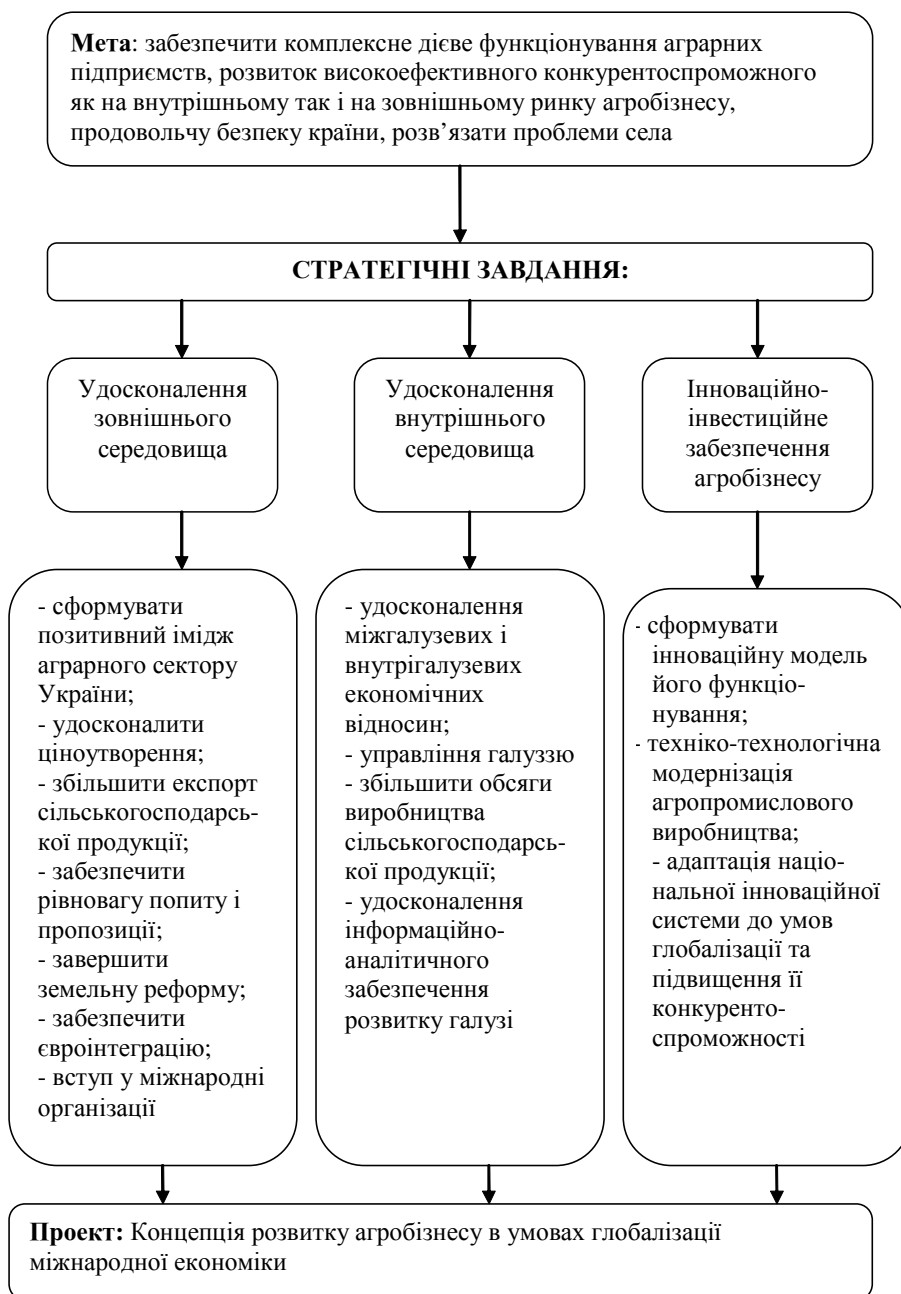 Мета: забезпечити комплексне дієве функціонування аграрних
підприємств, розвиток високоефективного конкурентоспроможного
як на внутрішньому так і на зовнішньому ринку агробізнесу,
продовольчу безпеку країни, розв’язати проблеми села
СТРАТЕГІЧНІ ЗАВДАННЯ:
Удосконалення
зовнішнього
середовища
Удосконалення
внутрішнього
середовища
Інноваційно-
інвестиційне
забезпечення
агробізнесу
- сформувати
позитивний імідж
аграрного сектору
України;
- удосконалити
ціноутворення;
- збільшити експорт
сільськогосподарсь-
кої продукції;
- забезпечити
рівновагу попиту і
пропозиції;
- завершити
земельну реформу;
- забезпечити
євроінтеграцію;
- вступ у міжнародні
організації
- удосконалення
міжгалузевих і
внутрігалузевих
економічних
відносин;
- управління галуззю
- збільшити обсяги
виробництва
сільськогосподарсь-
кої продукції;
- удосконалення
інформаційно-
аналітичного
забезпечення
розвитку галузі
- сформувати
інноваційну модель
його функціо-
нування;
- техніко-технологічна
модернізація
агропромислового
виробництва;
- адаптація націо-
нальної інноваційної
системи до умов
глобалізації та
підвищення її
конкуренто-
спроможності
Проект: Концепція розвитку агробізнесу в умовах глобалізації
міжнародної економіки